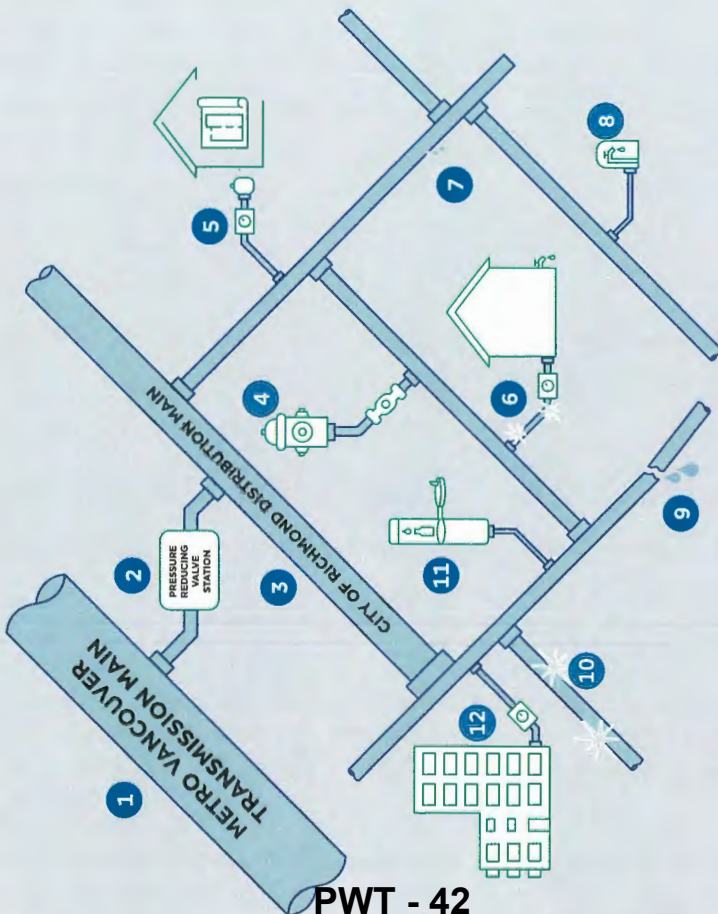 1
METRO VANCOUVER
TRANSMISSION MAIN
2
PRESSURE
REDUCING
VALVE
STATION
3
CITY OF RICHMOND DISTRIBUTION MAIN
4
5
6
7
8
9
10
11
12
PWT - 42